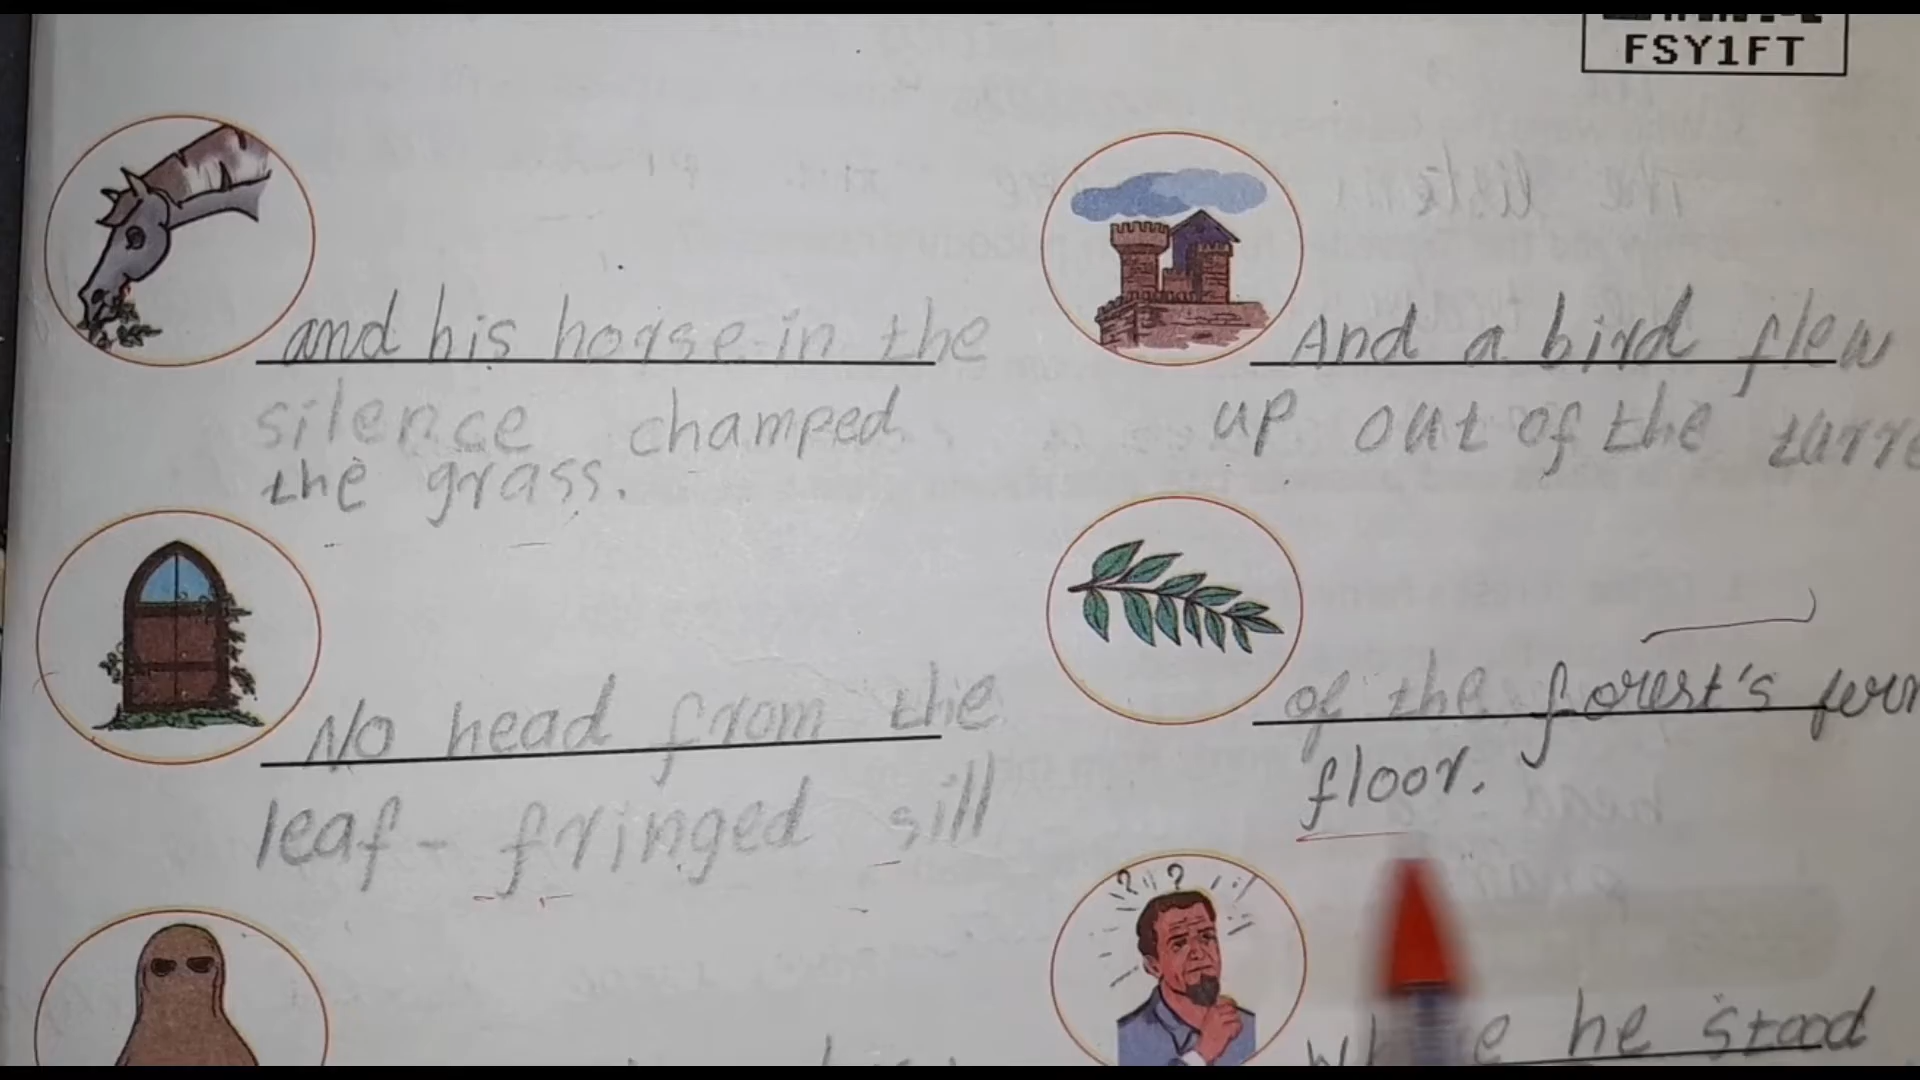 FSY1FT
and his horse in the
silence champed
the grass.
And a bird flew
up out of the
No head from the
leaf - fringed sill
of the forest's
floor.
he stood